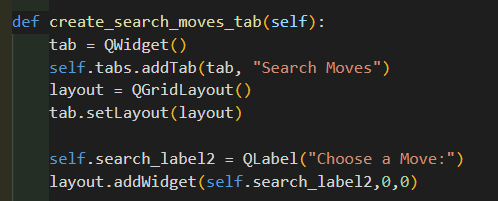 def create_search_moves_tab(self):
    tab = QWidget()
    self.tabs.addTab(tab, "Search Moves")
    layout = QGridLayout()
    tab.setLayout(layout)

    self.search_label2 = QLabel("Choose a Move:")
    layout.addWidget(self.search_label2,0,0)